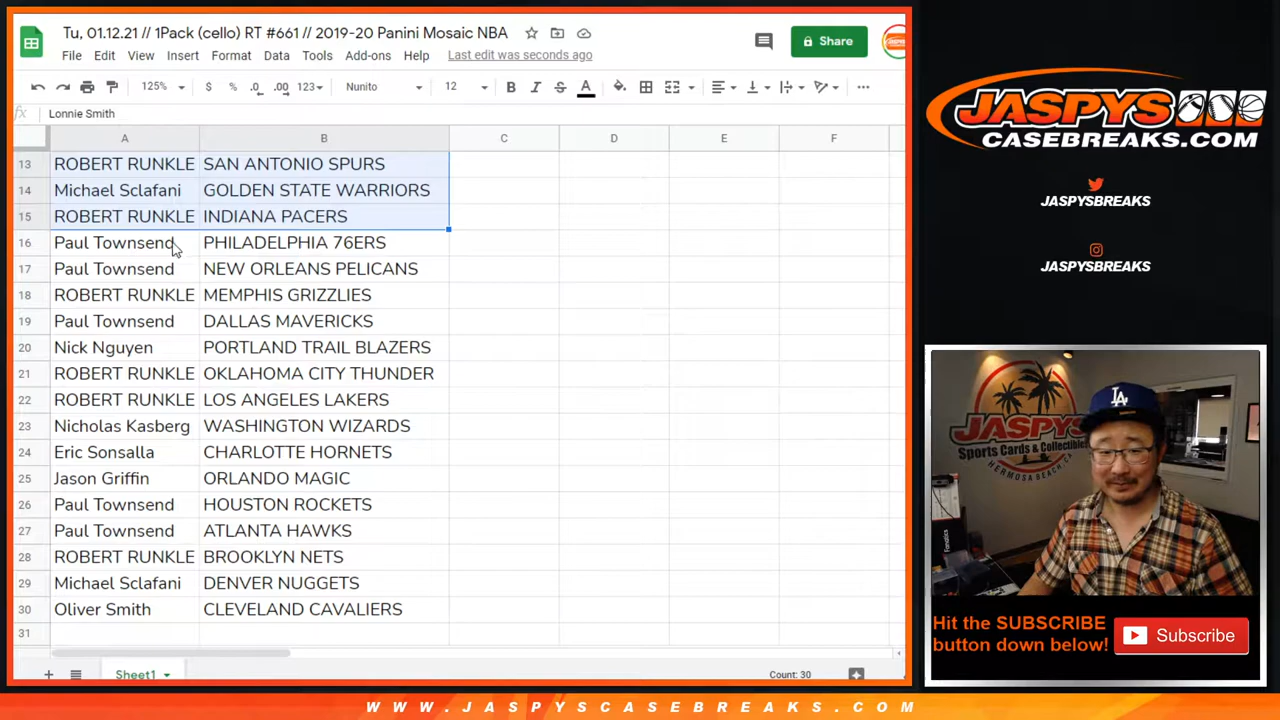 Tu, 01.12.21 // 1Pack (cello) RT #661 // 2019-20 Panini Mosaic NBA
File Edit View Insert Format Data Tools Add-ons Help Last edit was seconds ago
Share
125% $ % .0 .00 123 Nunito 12 B I S A
fx Lonnie Smith
A B C D E F
13 ROBERT RUNKLE SAN ANTONIO SPURS
14 Michael Sclafani GOLDEN STATE WARRIORS
15 ROBERT RUNKLE INDIANA PACERS
16 Paul Townsend PHILADELPHIA 76ERS
17 Paul Townsend NEW ORLEANS PELICANS
18 ROBERT RUNKLE MEMPHIS GRIZZLIES
19 Paul Townsend DALLAS MAVERICKS
20 Nick Nguyen PORTLAND TRAIL BLAZERS
21 ROBERT RUNKLE OKLAHOMA CITY THUNDER
22 ROBERT RUNKLE LOS ANGELES LAKERS
23 Nicholas Kasberg WASHINGTON WIZARDS
24 Eric Sonsalla CHARLOTTE HORNETS
25 Jason Griffin ORLANDO MAGIC
26 Paul Townsend HOUSTON ROCKETS
27 Paul Townsend ATLANTA HAWKS
28 ROBERT RUNKLE BROOKLYN NETS
29 Michael Sclafani DENVER NUGGETS
30 Oliver Smith CLEVELAND CAVALIERS
31
Sheet1
Count: 30
JASPYS
CASEBREAKS.COM
JASPYSBREAKS
JASPYSBREAKS
JASPYS
Sports Cards & Collectibles
HERMOSA BEACH, CA
LA
Fanatics
Hit the SUBSCRIBE
button down below!
Subscribe
WWW.JASPYSCASEBREAKS.COM